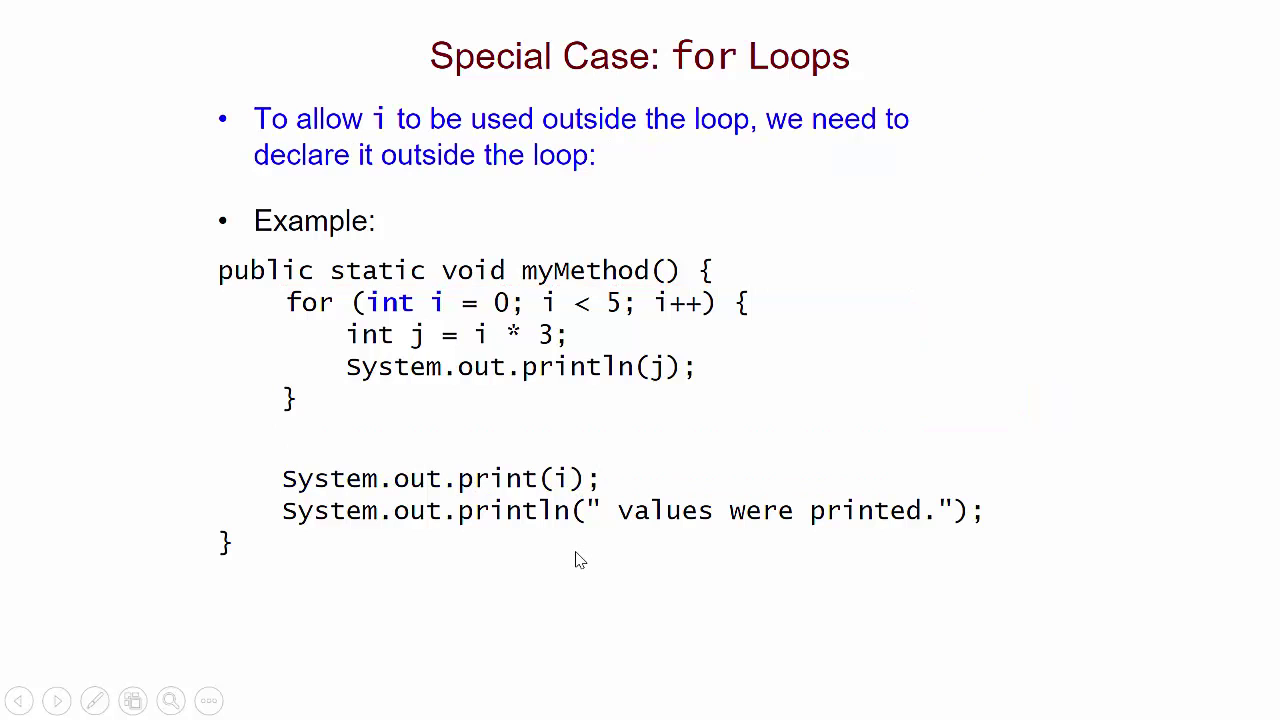 Special Case: for Loops
• To allow i to be used outside the loop, we need to
declare it outside the loop:
• Example:
public static void myMethod() {
    for (int i = 0; i < 5; i++) {
        int j = i * 3;
        System.out.println(j);
    }
    System.out.print(i);
    System.out.println(" values were printed.");
}